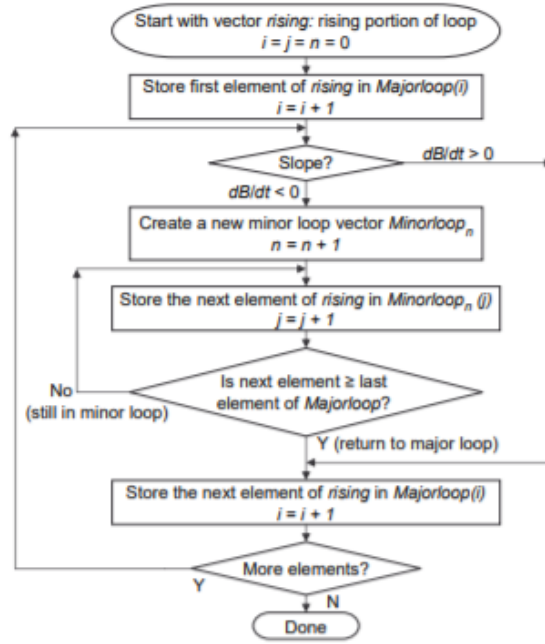 Start with vector rising: rising portion of loop
i = j = n = 0
Store first element of rising in Majorloop(i)
i = i + 1
Slope?
dB/dt > 0
dB/dt < 0
Create a new minor loop vector Minorloopₙ
n = n + 1
Store the next element of rising in Minorloopₙ (j)
j = j + 1
Is next element ≥ last
element of Majorloop?
No
(still in minor loop)
Y (return to major loop)
Store the next element of rising in Majorloop(i)
i = i + 1
More elements?
Y
N
Done